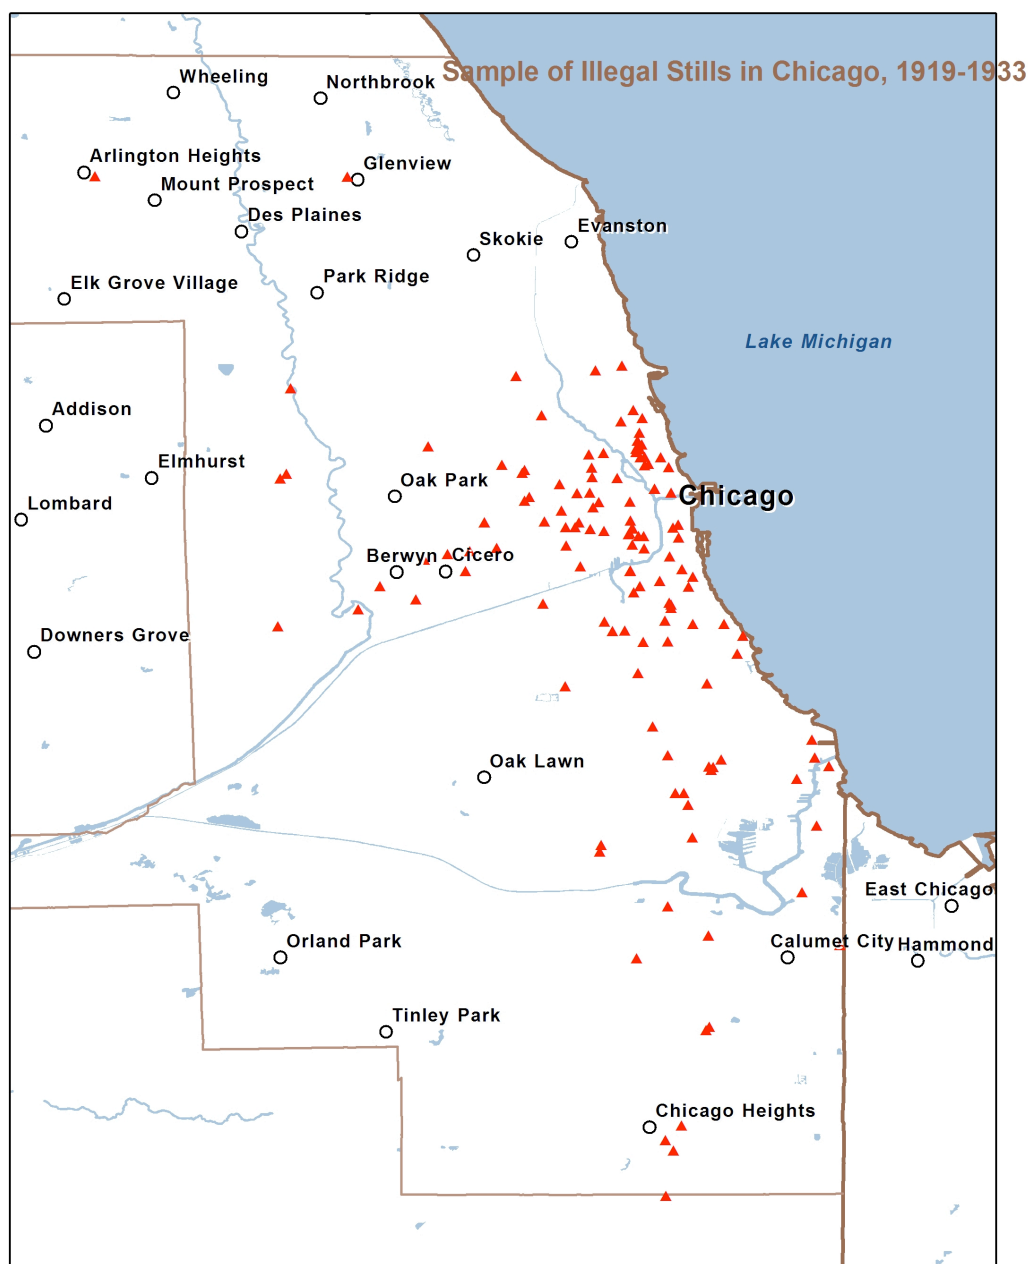 Sample of Illegal Stills in Chicago, 1919-1933
Wheeling
Northbrook
Arlington Heights
Glenview
Mount Prospect
Des Plaines
Evanston
Skokie
Park Ridge
Elk Grove Village
Lake Michigan
Addison
Elmhurst
Oak Park
Chicago
Lombard
Berwyn
Cicero
Downers Grove
Oak Lawn
East Chicago
Orland Park
Calumet City
Hammond
Tinley Park
Chicago Heights